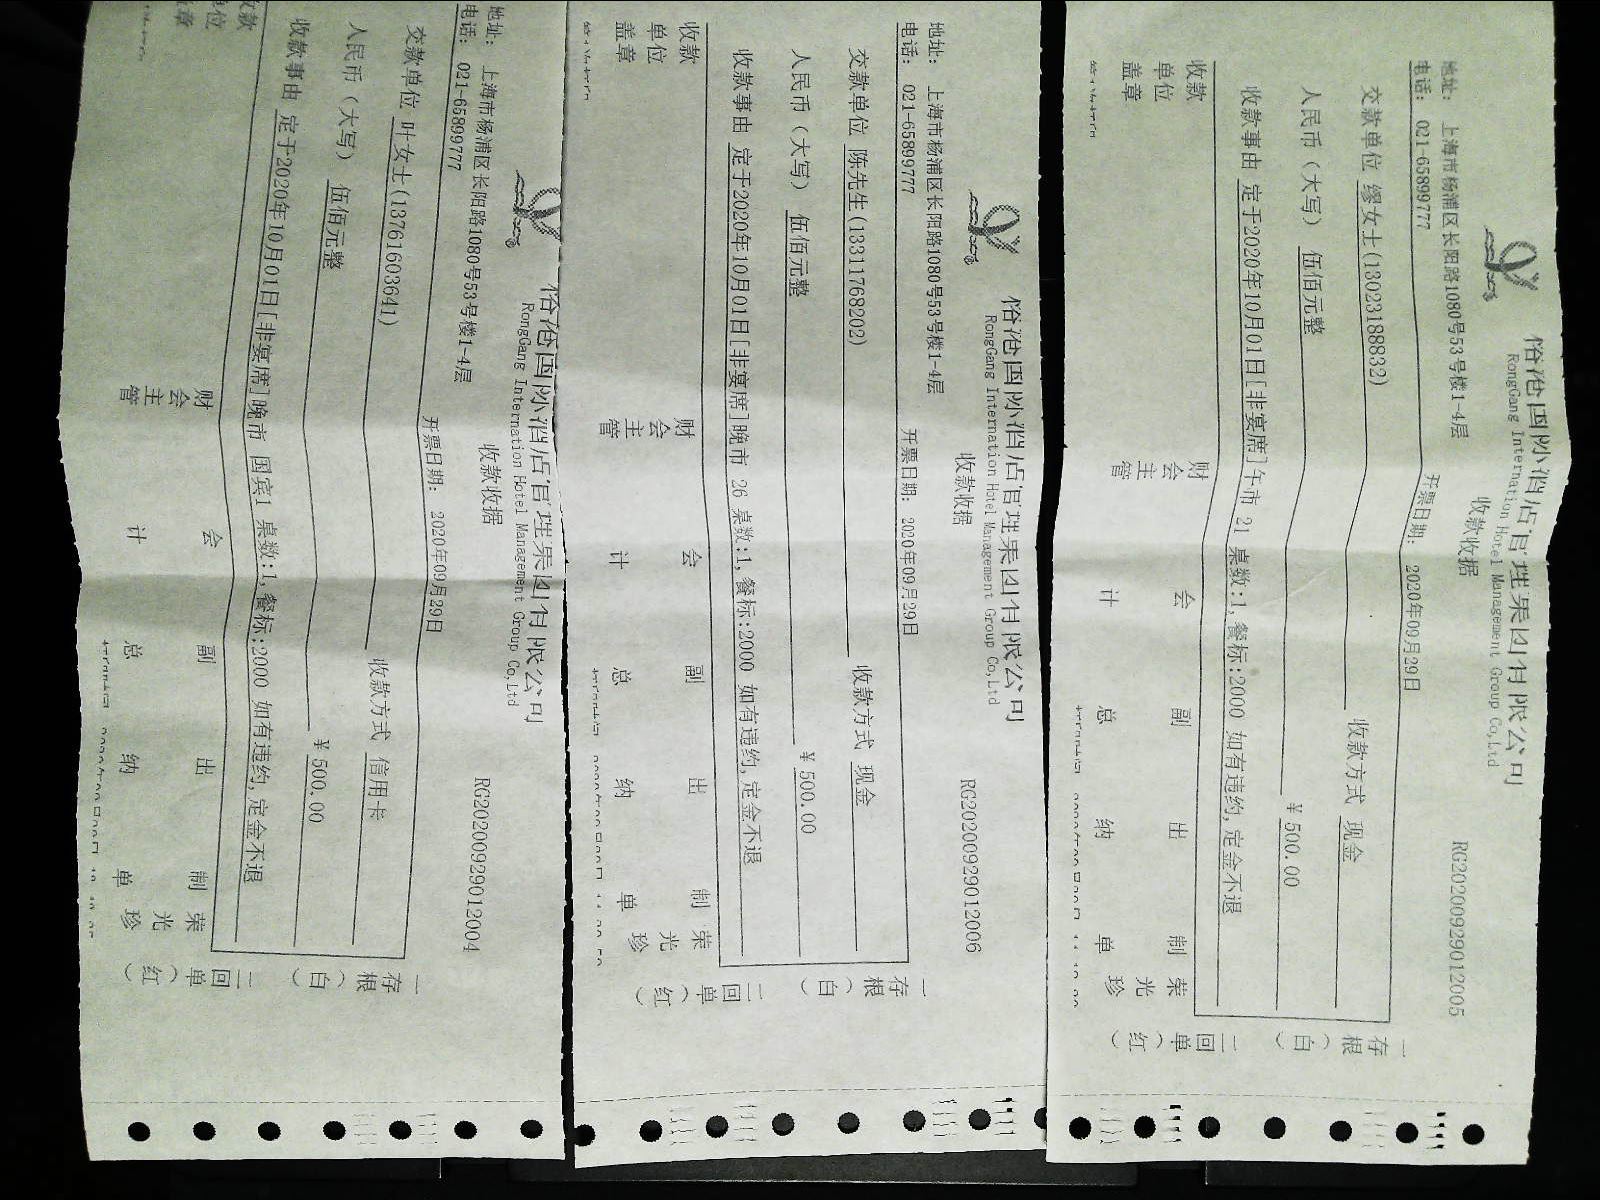 俗沧国际酒店管理集团有限公司
RongGang International Hotel Management Group Co,Ltd
收款收据
RG20200929012004
地址： 上海市杨浦区长阳路1080号53号楼1-4层
电话： 021-65899777
开票日期： 2020年09月29日
交款单位 叶女士(13761603641)
收款方式 信用卡
人民币（大写） 伍佰元整
￥ 500.00
收款事由 定于2020年10月01日[非宴席]晚市 国宾1 桌数:1,餐标:2000 如有违约,定金不退
收款单位盖章
财会主管
会计
副总
出纳
制单
荣光珍
一存根（白）
二回单（红）
俗沧国际酒店管理集团有限公司
RongGang International Hotel Management Group Co,Ltd
收款收据
RG20200929012006
地址： 上海市杨浦区长阳路1080号53号楼1-4层
电话： 021-65899777
开票日期： 2020年09月29日
交款单位 陈先生(13311768202)
收款方式 现金
人民币（大写） 伍佰元整
￥ 500.00
收款事由 定于2020年10月01日[非宴席]晚市 26 桌数:1,餐标:2000 如有违约,定金不退
收款单位盖章
财会主管
会计
副总
出纳
制单
荣光珍
一存根（白）
二回单（红）
俗沧国际酒店管理集团有限公司
RongGang International Hotel Management Group Co,Ltd
收款收据
RG20200929012005
地址： 上海市杨浦区长阳路1080号53号楼1-4层
电话： 021-65899777
开票日期： 2020年09月29日
交款单位 缪女士(13023188832)
收款方式 现金
人民币（大写） 伍佰元整
￥ 500.00
收款事由 定于2020年10月01日[非宴席]午市 21 桌数:1,餐标:2000 如有违约,定金不退
收款单位盖章
财会主管
会计
副总
出纳
制单
荣光珍
一存根（白）
二回单（红）